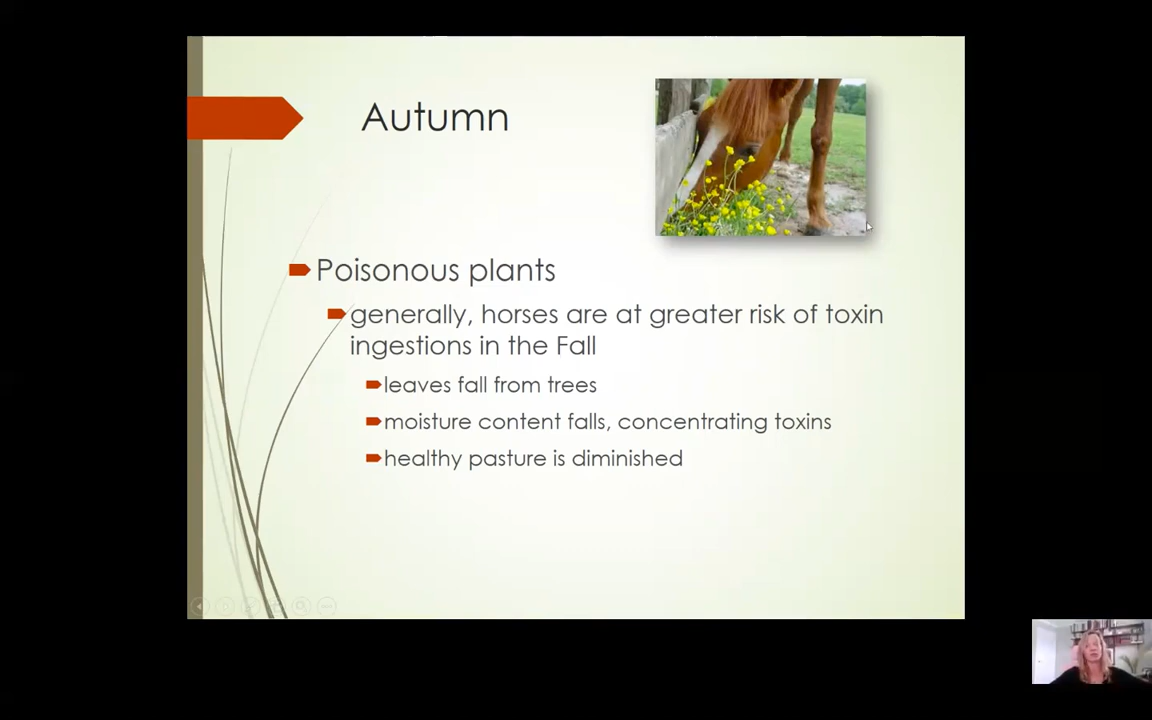 Autumn
Poisonous plants
generally, horses are at greater risk of toxin
ingestions in the Fall
leaves fall from trees
moisture content falls, concentrating toxins
healthy pasture is diminished